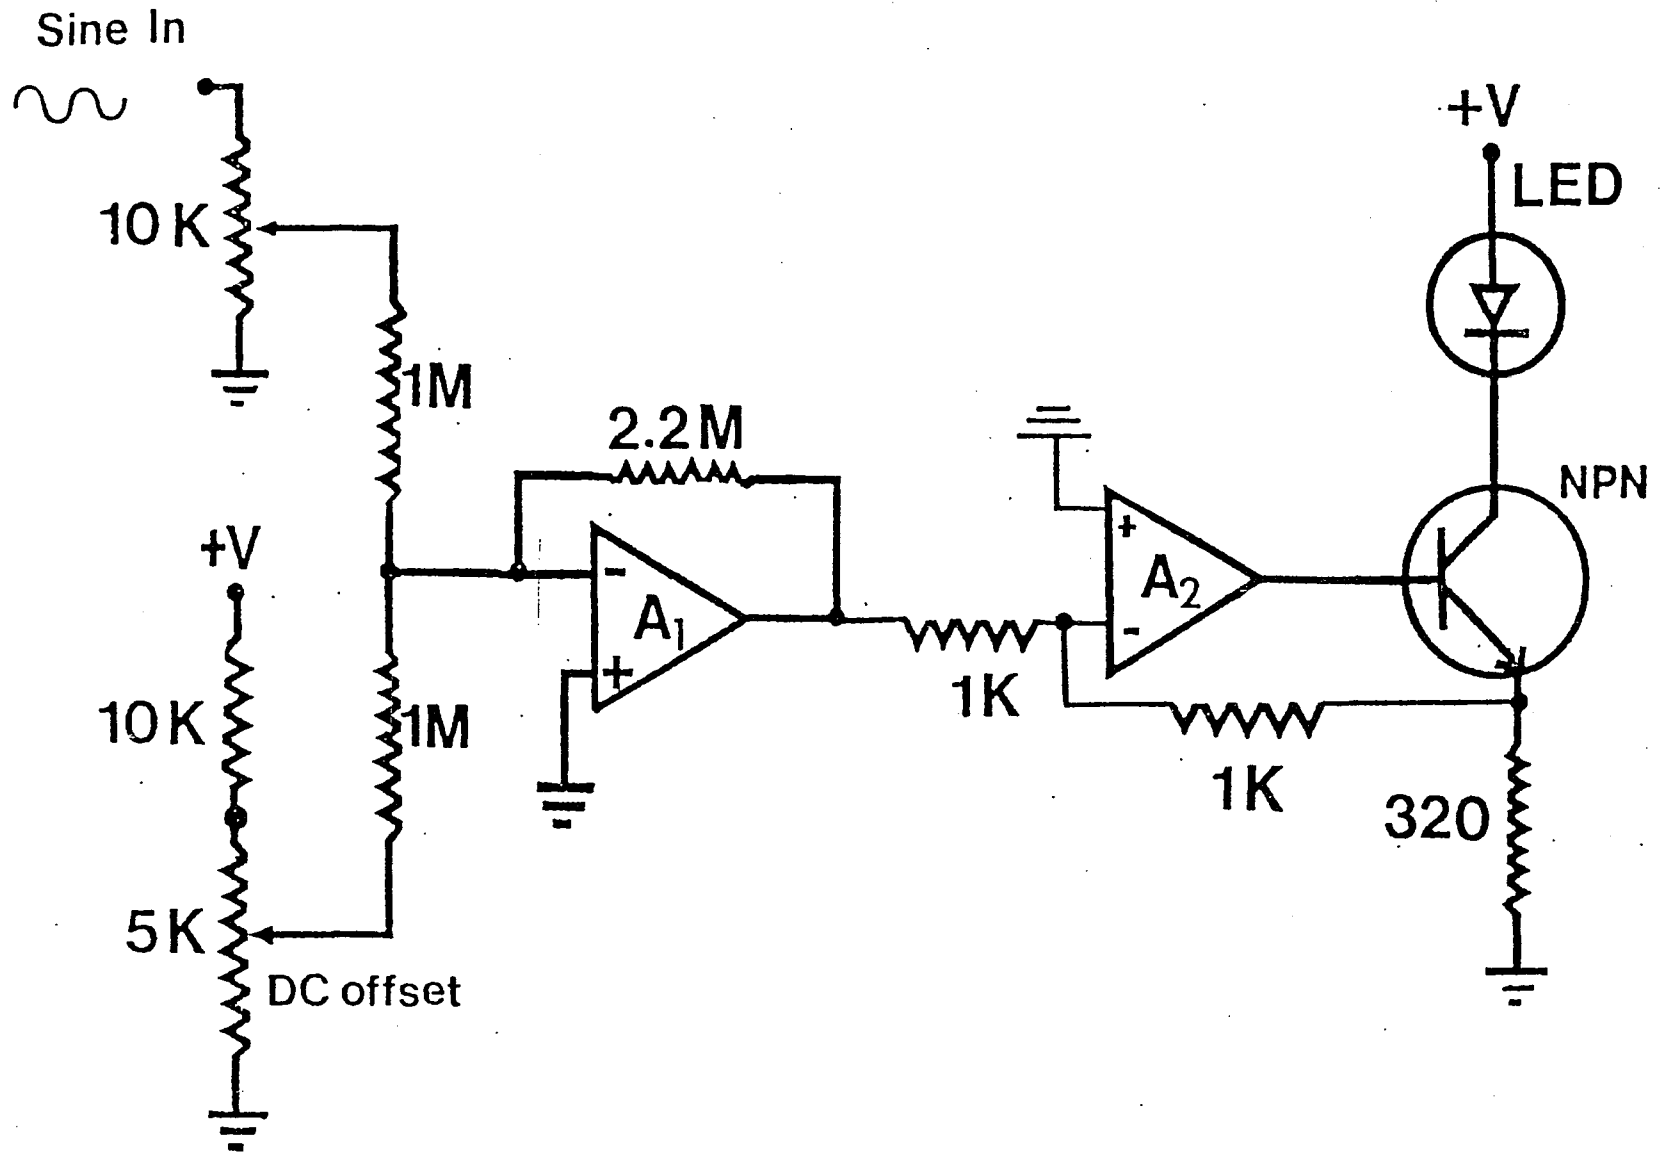 Sine In
+V
LED
10 K
1M
2.2 M
NPN
+V
+
A2
-
-
A1
+
10 K
1M
1K
1K
320
5 K
DC offset